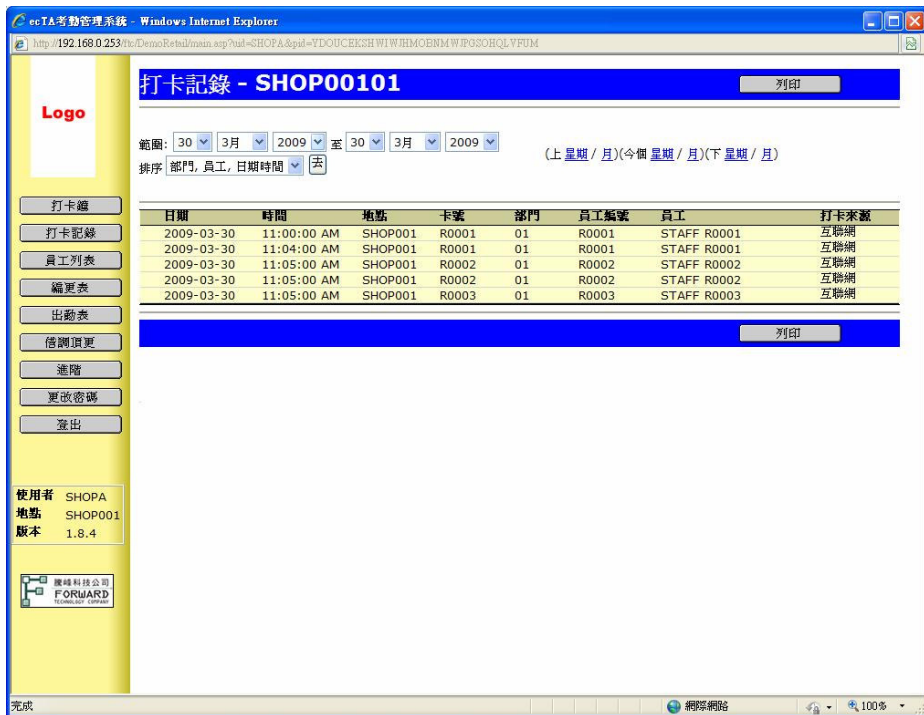 ecTA考勤管理系統 - Windows Internet Explorer
http://192.168.0.253/ftc/DemoRetail/main.asp?uid=SHOPA&pid=YDOUCEKSHWIWJHMOBNMWJPGSOHQLVFUM
Logo
打卡鐘
打卡記錄
員工列表
編更表
出勤表
借調頂更
進階
更改密碼
登出
使用者 SHOPA
地點 SHOP001
版本 1.8.4
騰峰科技公司
FORWARD
TECHNOLOGY COMPANY
打卡記錄 - SHOP00101 列印
範圍: 30 3月 2009 至 30 3月 2009
(上 星期 / 月)(今個 星期 / 月)(下 星期 / 月)
排序 部門, 員工, 日期時間 去
日期 時間 地點 卡號 部門 員工編號 員工 打卡來源
2009-03-30 11:00:00 AM SHOP001 R0001 01 R0001 STAFF R0001 互聯網
2009-03-30 11:04:00 AM SHOP001 R0001 01 R0001 STAFF R0001 互聯網
2009-03-30 11:05:00 AM SHOP001 R0002 01 R0002 STAFF R0002 互聯網
2009-03-30 11:05:00 AM SHOP001 R0002 01 R0002 STAFF R0002 互聯網
2009-03-30 11:05:00 AM SHOP001 R0003 01 R0003 STAFF R0003 互聯網
列印
完成 網際網路 100%